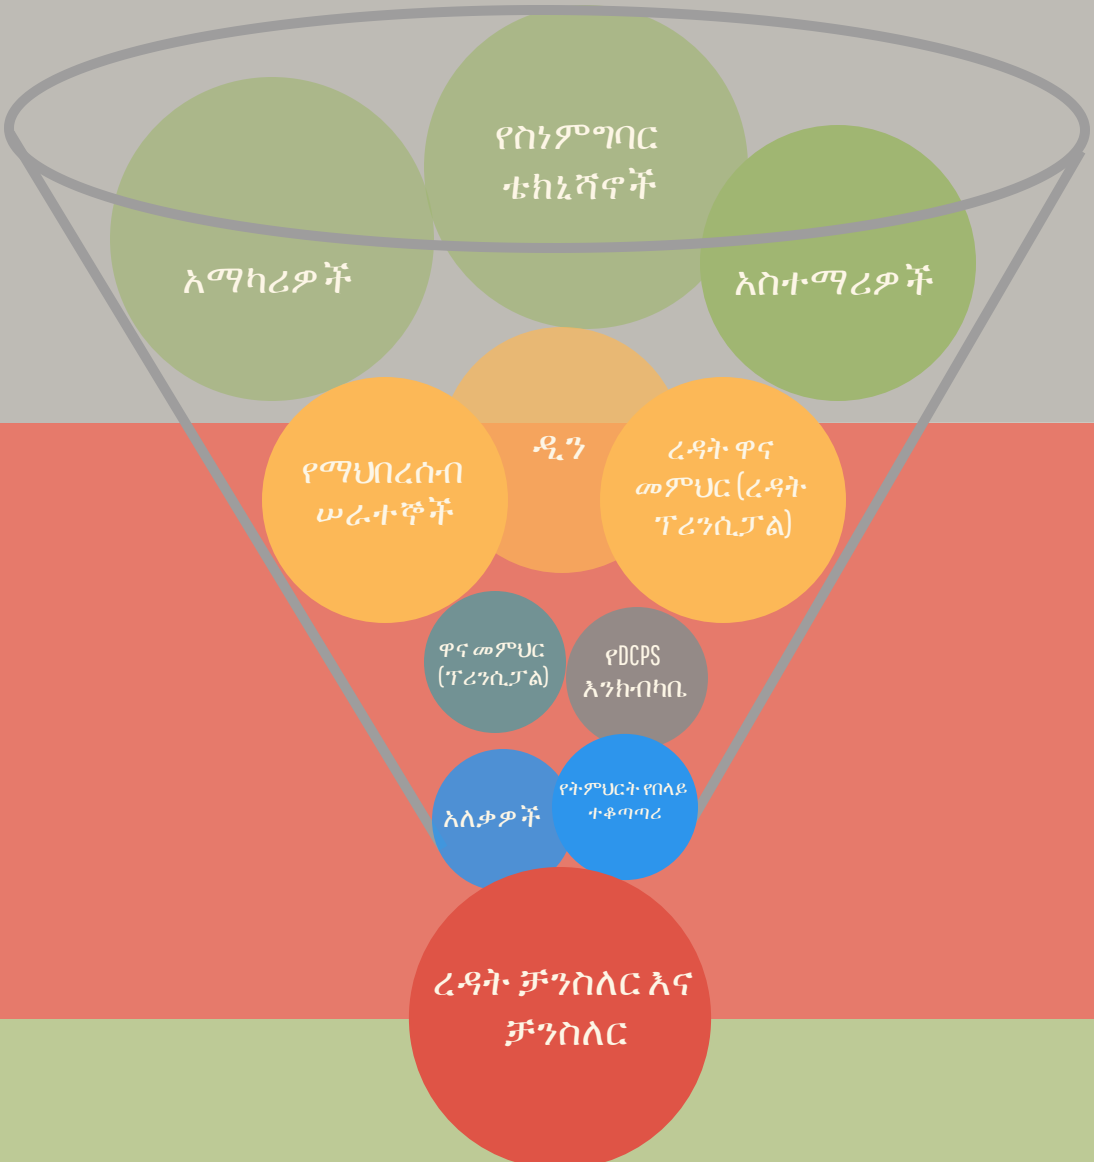 የስነምግባር
ቴክኒሻኖች
አማካሪዎች
አስተማሪዎች
የማህበረሰብ
ሠራተኞች
ዲን
ረዳት ዋና
መምህር (ረዳት
ፕሪንሲፓል)
ዋና መምህር
(ፕሪንሲፓል)
የDCPS
እንክብካቤ
አለቃዎች
የትምህርት የበላይ
ተቆጣጣሪ
ረዳት ቻንስለር እና
ቻንስለር